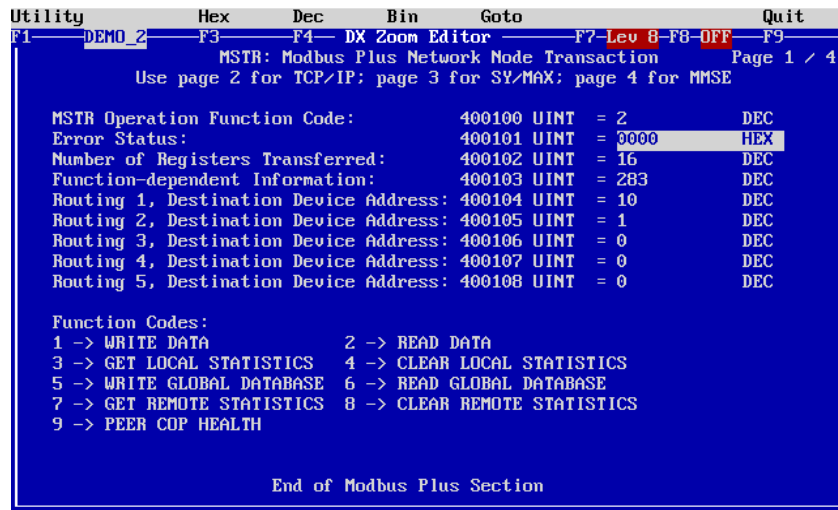 Utility Hex Dec Bin Goto Quit
F1 DEMO_2 F3 F4 DX Zoom Editor F7-Lev 8-F8-OFF F9
MSTR: Modbus Plus Network Node Transaction Page 1 / 4
Use page 2 for TCP/IP; page 3 for SY/MAX; page 4 for MMSE
MSTR Operation Function Code: 400100 UINT = 2 DEC
Error Status: 400101 UINT = 0000 HEX
Number of Registers Transferred: 400102 UINT = 16 DEC
Function-dependent Information: 400103 UINT = 283 DEC
Routing 1, Destination Device Address: 400104 UINT = 10 DEC
Routing 2, Destination Device Address: 400105 UINT = 1 DEC
Routing 3, Destination Device Address: 400106 UINT = 0 DEC
Routing 4, Destination Device Address: 400107 UINT = 0 DEC
Routing 5, Destination Device Address: 400108 UINT = 0 DEC
Function Codes:
1 -> WRITE DATA 2 -> READ DATA
3 -> GET LOCAL STATISTICS 4 -> CLEAR LOCAL STATISTICS
5 -> WRITE GLOBAL DATABASE 6 -> READ GLOBAL DATABASE
7 -> GET REMOTE STATISTICS 8 -> CLEAR REMOTE STATISTICS
9 -> PEER COP HEALTH
End of Modbus Plus Section